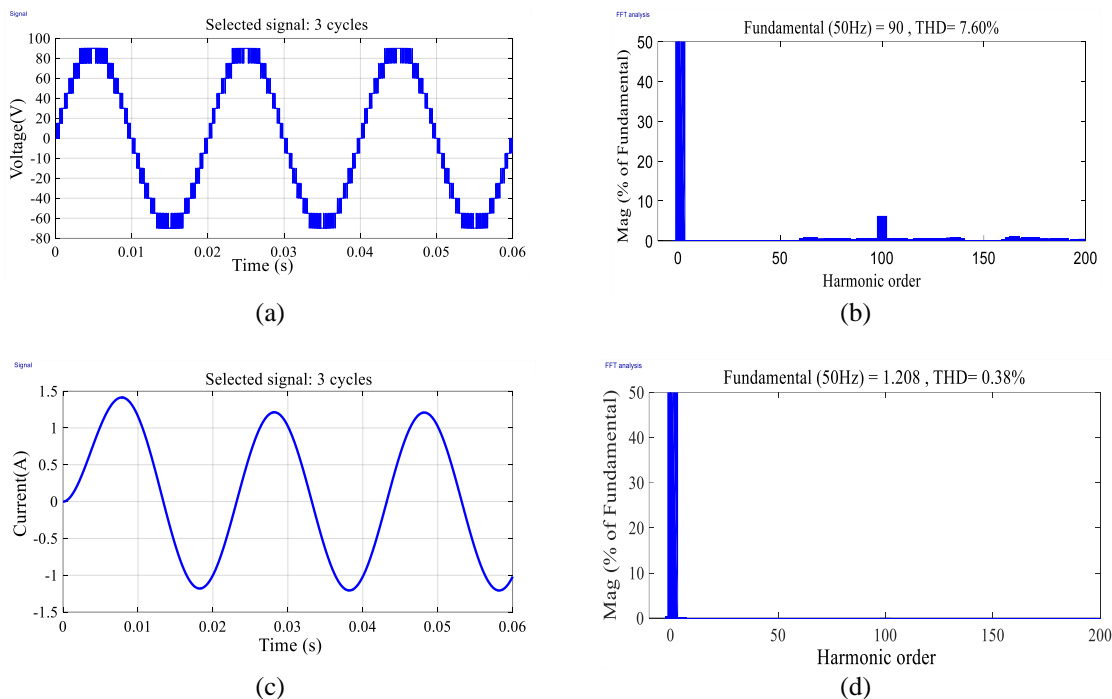 Signal
Selected signal: 3 cycles
100
80
60
40
20
0
-10
-20
-40
-60
-80
Voltage(V)
0
0.01
0.02
0.03
0.04
0.05
0.06
Time (s)
(a)
FFT analysis
Fundamental (50Hz) = 90 , THD= 7.60%
50
40
30
20
10
0
Mag (% of Fundamental)
0
50
100
150
200
Harmonic order
(b)
Signal
Selected signal: 3 cycles
1.5
1
0.5
0
-0.5
-1
-1.5
Current(A)
0
0.01
0.02
0.03
0.04
0.05
0.06
Time (s)
(c)
FFT analysis
Fundamental (50Hz) = 1.208 , THD= 0.38%
50
40
30
20
10
0
Mag (% of Fundamental)
0
50
100
150
200
Harmonic order
(d)